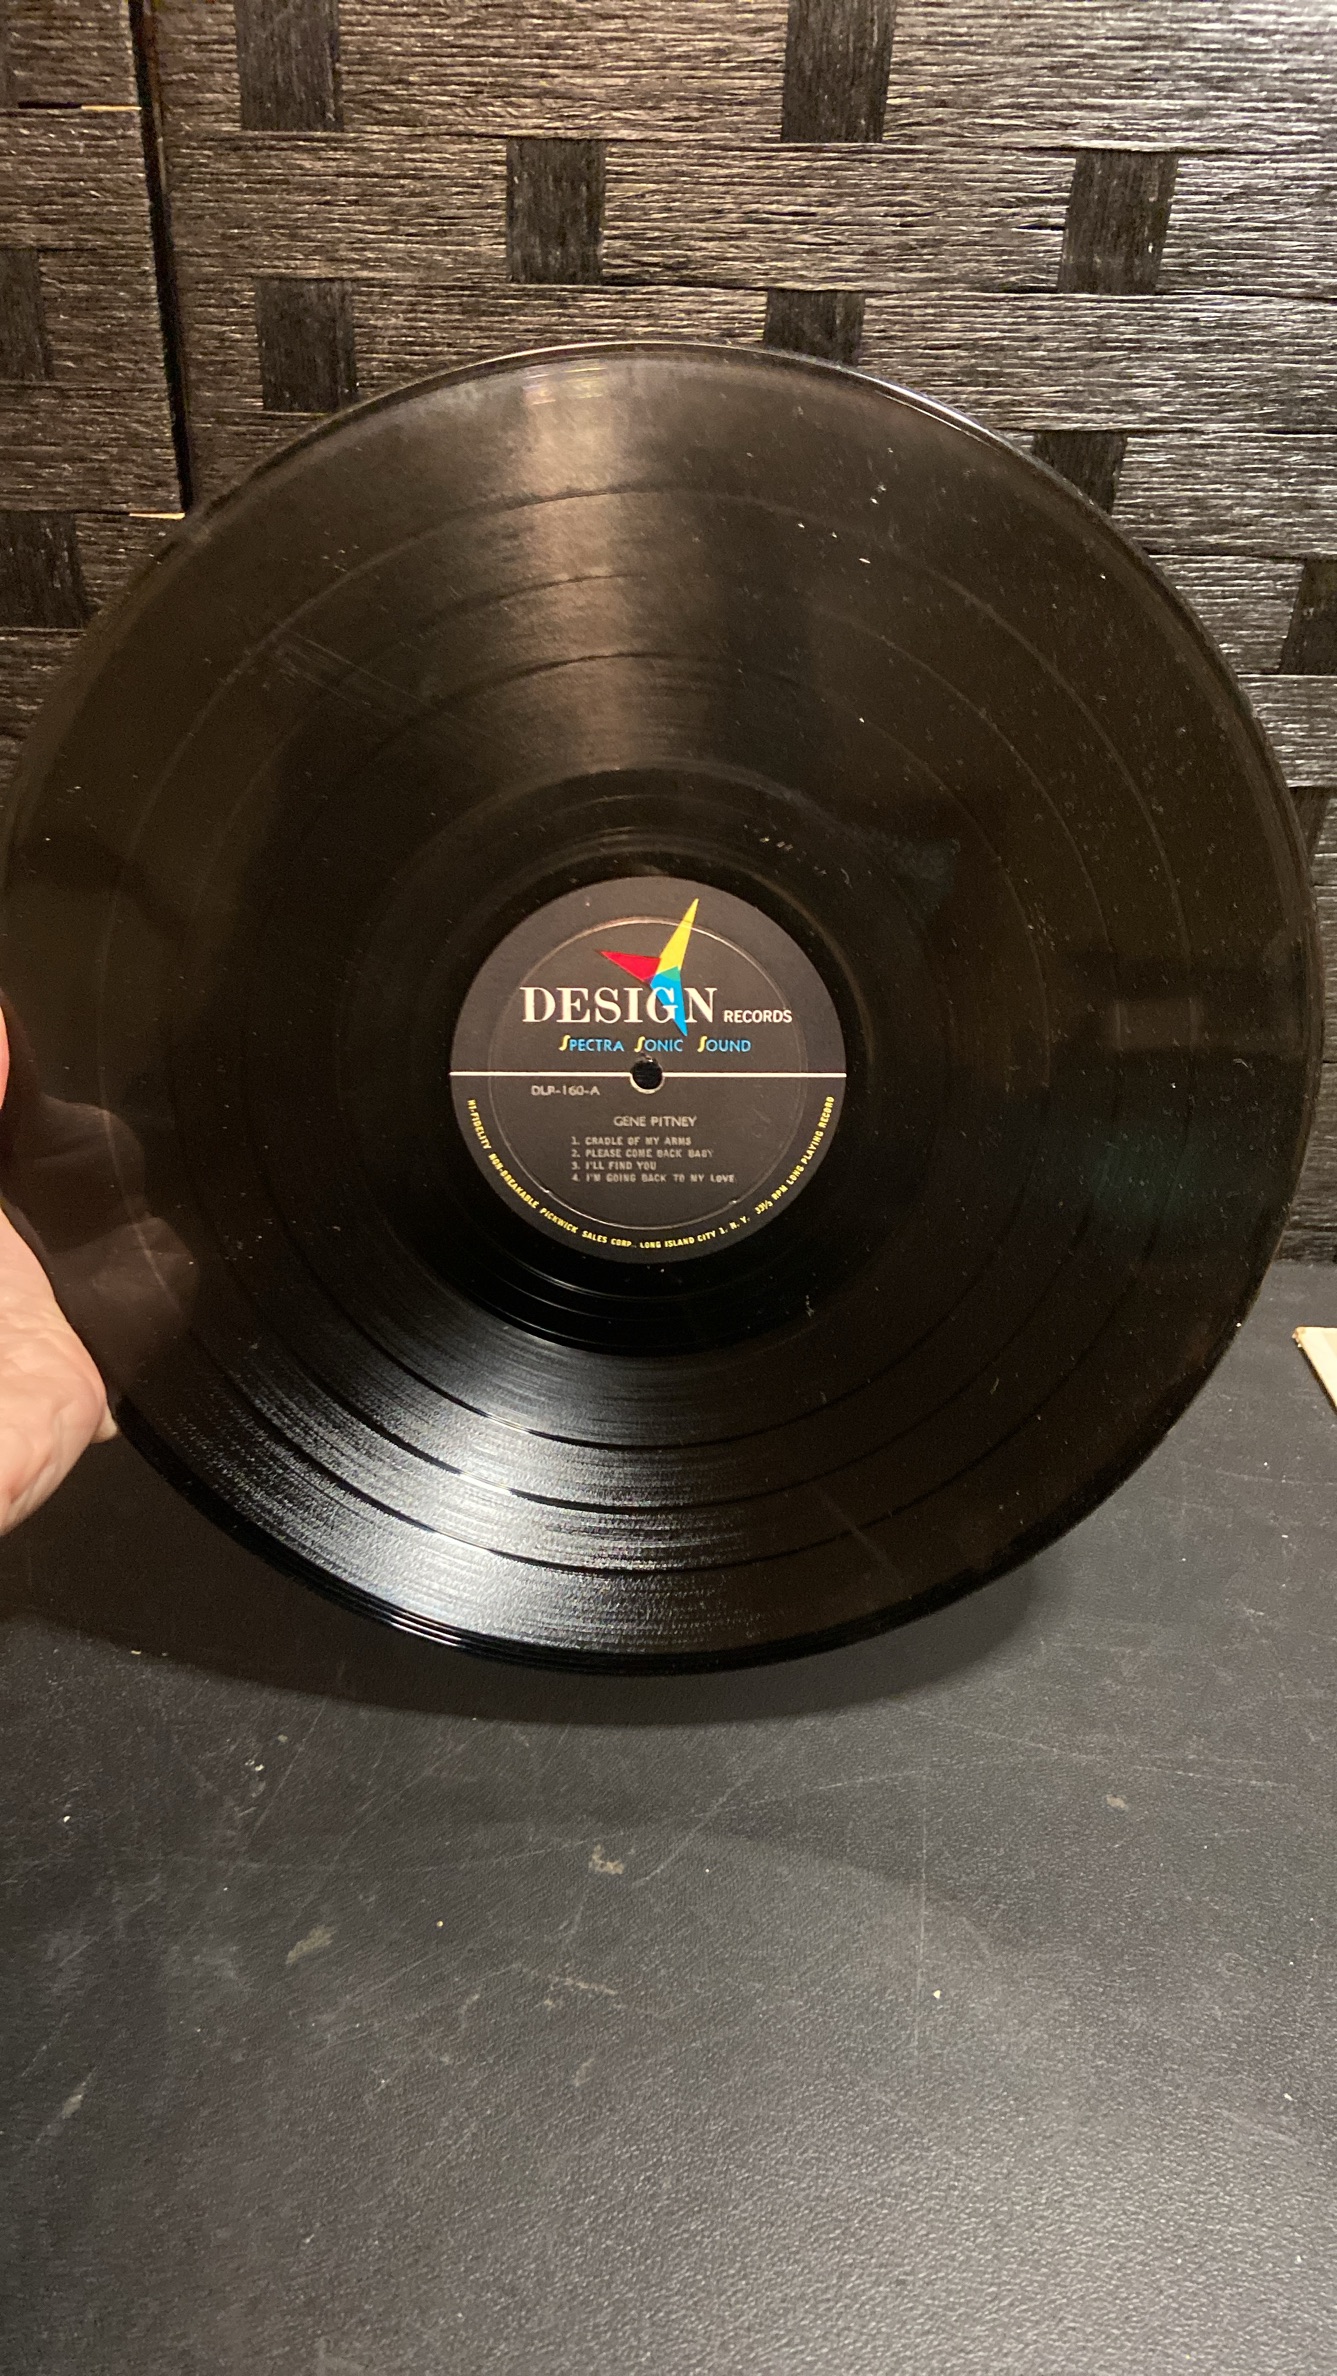 DESIGN RECORDS
SPECTRA SONIC SOUND
DLP-160-A
GENE PITNEY
1. CRADLE OF MY ARMS
2. PLEASE COME BACK BABY
3. I'LL FIND YOU
4. I'M GOING BACK TO MY LOVE
HI-FIDELITY NON-BREAKABLE PICKWICK SALES CORP., LONG ISLAND CITY 1, N. Y. 33⅓ RPM LONG PLAYING RECORD